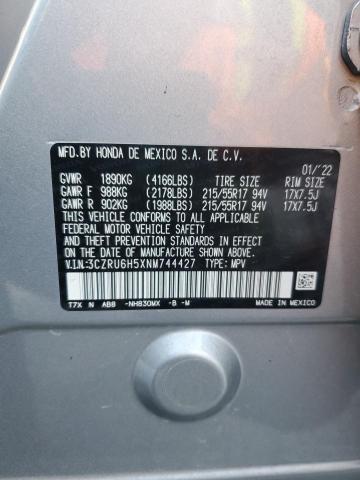 MFD.BY HONDA DE MEXICO S.A. DE C.V.
01/'22
GVWR 1890KG (4166LBS) TIRE SIZE RIM SIZE
GAWR F 988KG (2178LBS) 215/55R17 94V 17X7.5J
GAWR R 902KG (1988LBS) 215/55R17 94V 17X7.5J
THIS VEHICLE CONFORMS TO ALL APPLICABLE
FEDERAL MOTOR VEHICLE SAFETY AND THEFT
PREVENTION STANDARDS IN EFFECT ON THE
DATE OF MANUFACTURE SHOWN ABOVE.
V.I.N:3CZRU6H5XNM744427 TYPE: MPV
T7X N AB8 -NH830MX -B -M
MADE IN
MEXICO